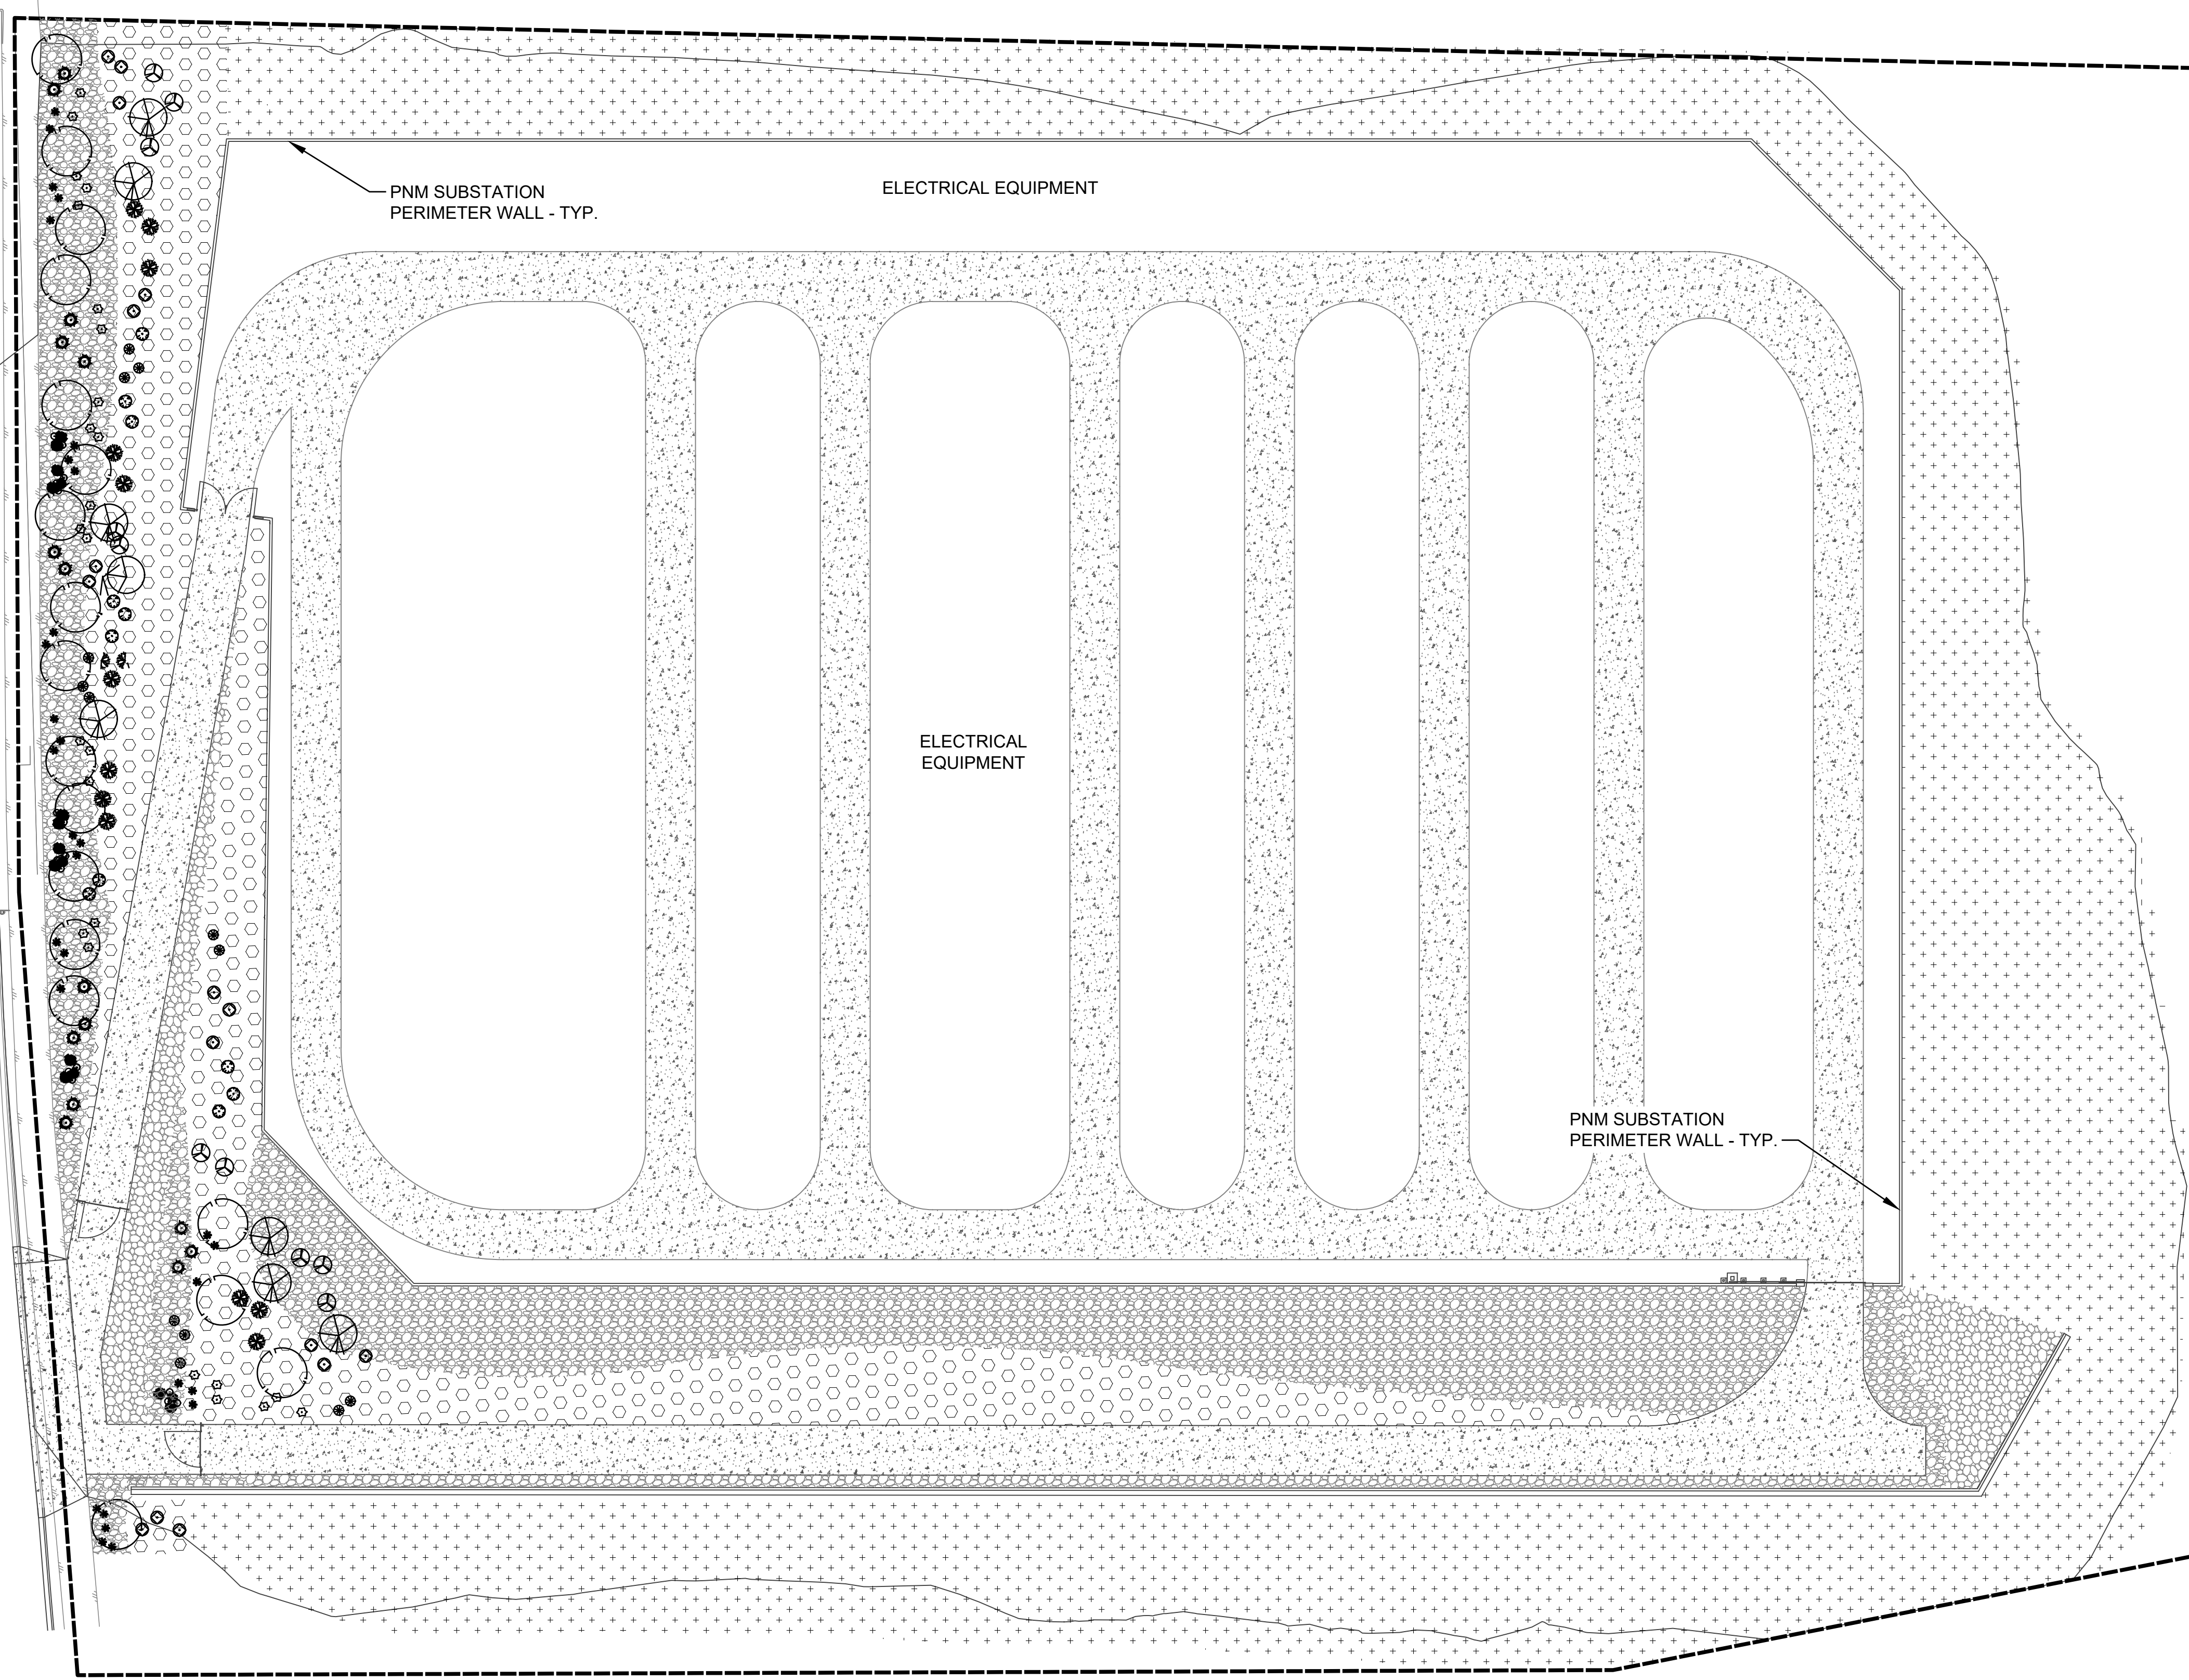 PNM SUBSTATION
PERIMETER WALL - TYP.
ELECTRICAL EQUIPMENT
ELECTRICAL
EQUIPMENT
PNM SUBSTATION
PERIMETER WALL - TYP.